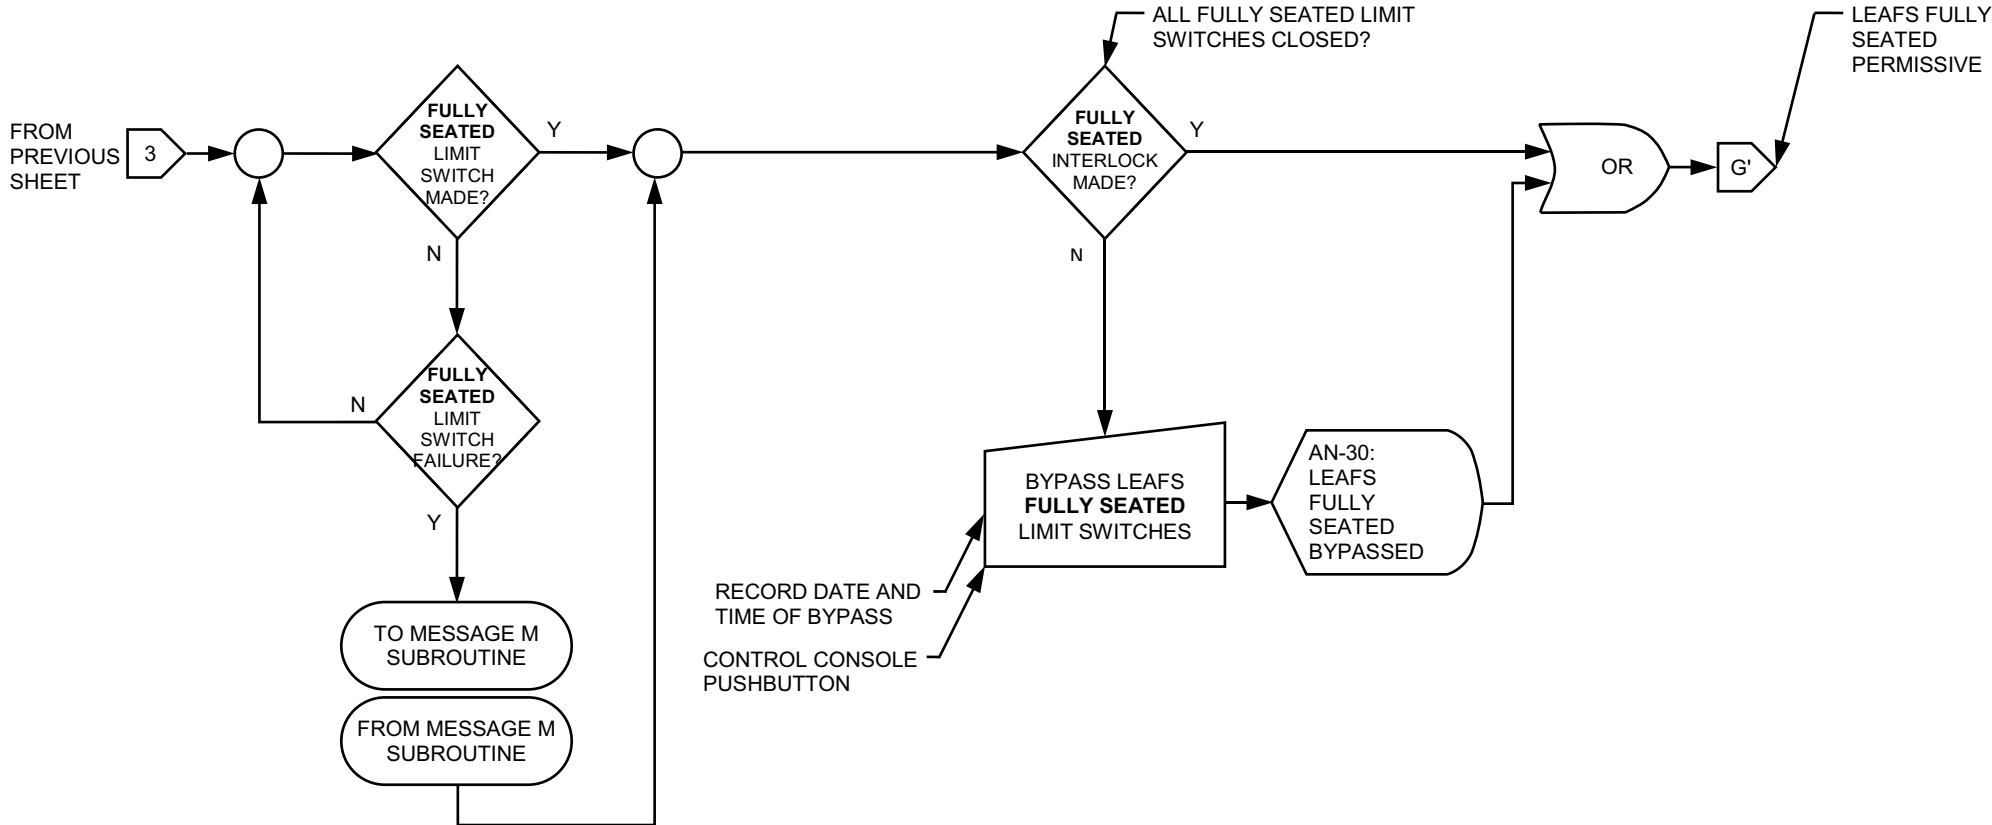 FROM
PREVIOUS
SHEET
3
FULLY
SEATED
LIMIT
SWITCH
MADE?
Y
N
FULLY
SEATED
LIMIT
SWITCH
FAILURE?
N
Y
TO MESSAGE M
SUBROUTINE
FROM MESSAGE M
SUBROUTINE
ALL FULLY SEATED LIMIT
SWITCHES CLOSED?
FULLY
SEATED
INTERLOCK
MADE?
Y
N
BYPASS LEAFS
FULLY SEATED
LIMIT SWITCHES
RECORD DATE AND
TIME OF BYPASS
CONTROL CONSOLE
PUSHBUTTON
AN-30:
LEAFS
FULLY
SEATED
BYPASSED
OR
G'
LEAFS FULLY
SEATED
PERMISSIVE